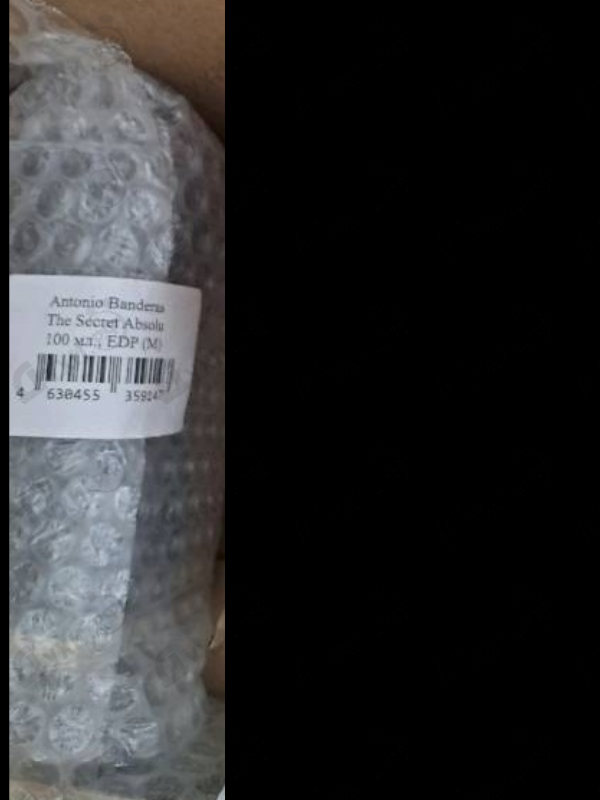 Antonio Banderas
The Secret Absolu
100 мл., EDP (M)
4 630455 359247